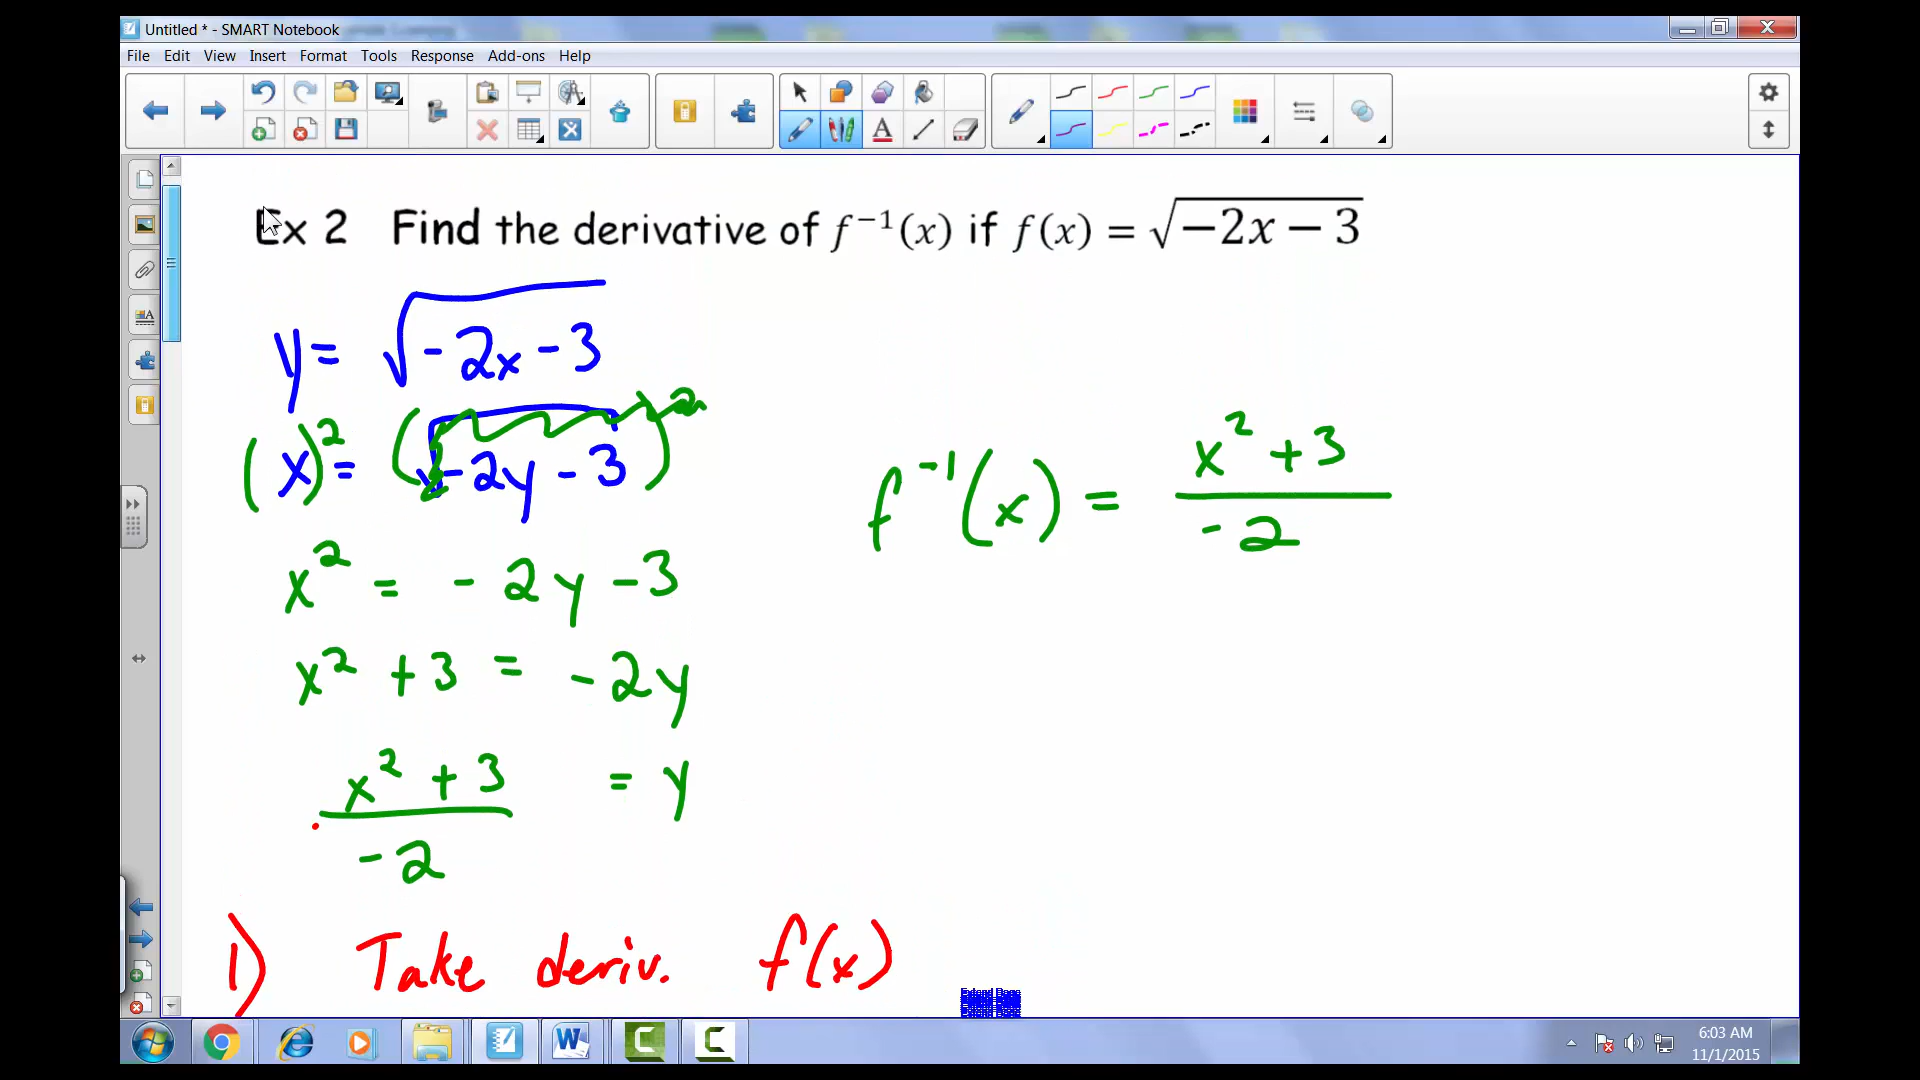 Untitled * - SMART Notebook
File Edit View Insert Format Tools Response Add-ons Help
Ex 2 Find the derivative of f⁻¹(x) if f(x) = √(−2x − 3)
y = √(-2x - 3)
(x)² = (√(-2y - 3))²
x² = -2y - 3
x² + 3 = -2y
(x² + 3)/(-2) = y
f⁻¹(x) = (x² + 3)/(-2)
1) Take deriv. f(x)
Extend Page
6:03 AM
11/1/2015